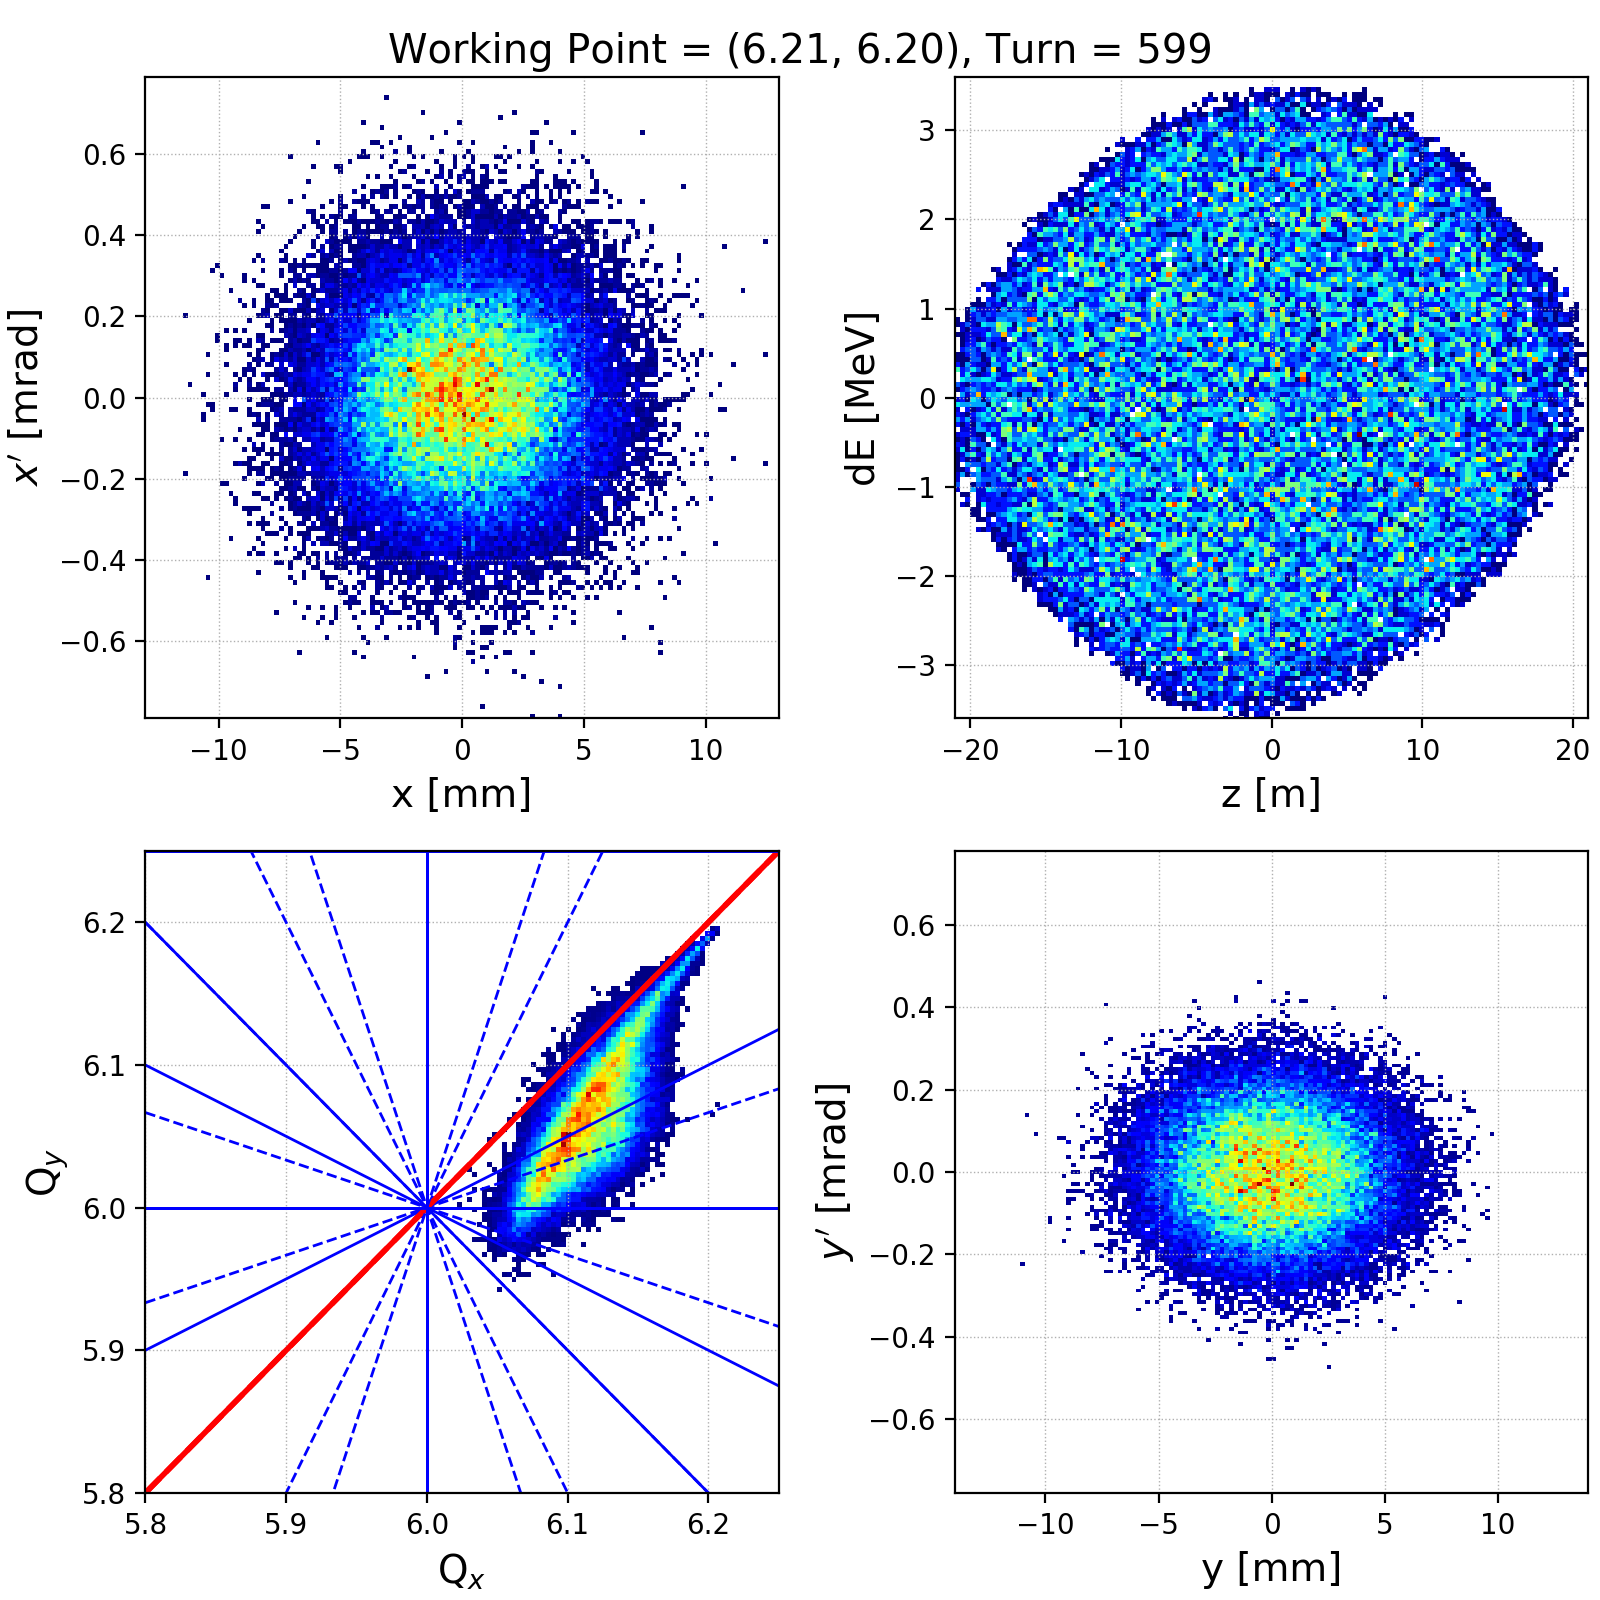 Working Point = (6.21, 6.20), Turn = 599
0.6
0.4
0.2
0.0
−0.2
−0.4
−0.6
x′ [mrad]
−10 −5 0 5 10
x [mm]
3
2
1
0
−1
−2
−3
dE [MeV]
−20 −10 0 10 20
z [m]
6.2
6.1
6.0
5.9
5.8
Qy
5.8 5.9 6.0 6.1 6.2
Qx
0.6
0.4
0.2
0.0
−0.2
−0.4
−0.6
y′ [mrad]
−10 −5 0 5 10
y [mm]